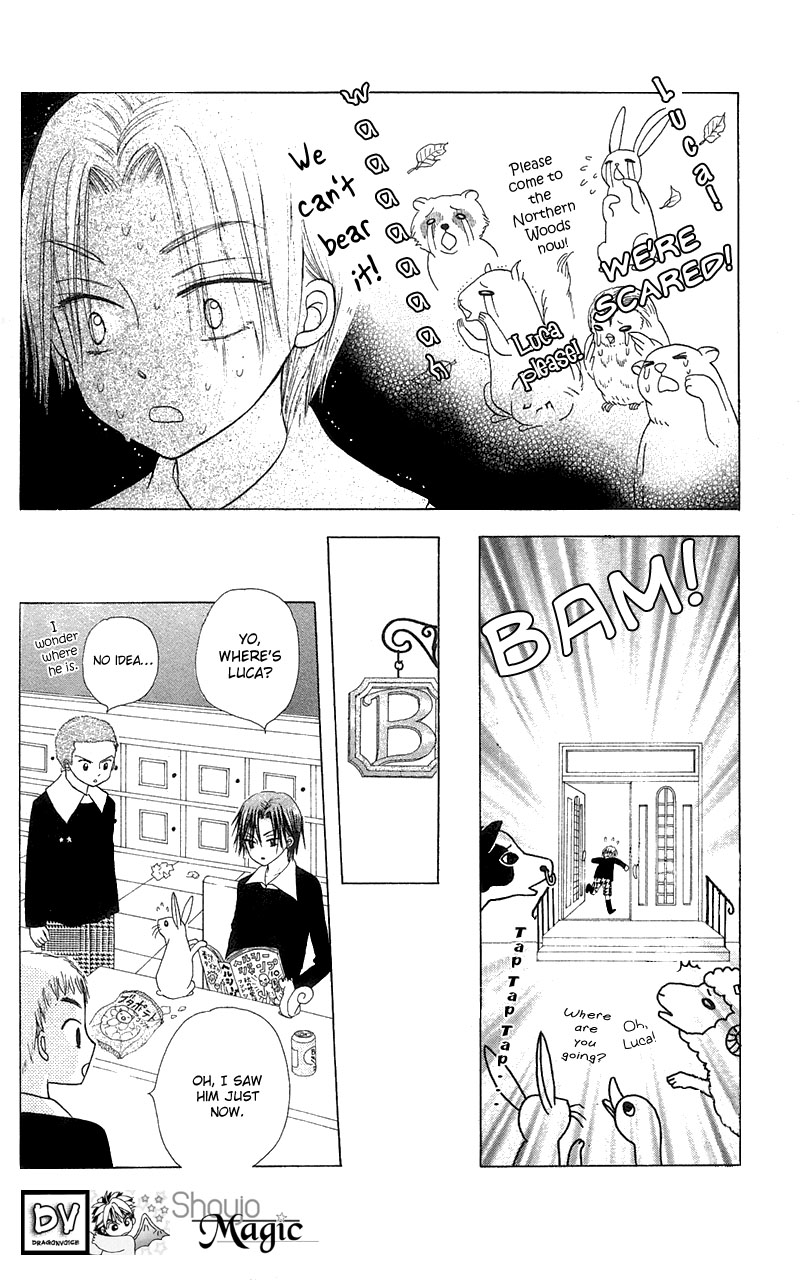 Luca!
WE'RE
SCARED!
Please
come to
the
Northern
Woods
now!
Luca
please!
Waaaaaaaah
We
can't
bear
it!
BAM!
Tap Tap Tap...
Oh,
Luca!
Where
are
you
going?
B
YO,
WHERE'S
LUCA?
NO IDEA...
I
wonder
where
he is.
OH, I SAW
HIM JUST
NOW.
DV
DRAGONVOICE
Shoujo
Magic